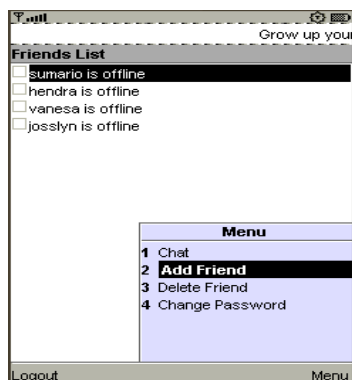 Grow up your
Friends List
sumario is offline
hendra is offline
vanesa is offline
josslyn is offline
Menu
1 Chat
2 Add Friend
3 Delete Friend
4 Change Password
Logout Menu